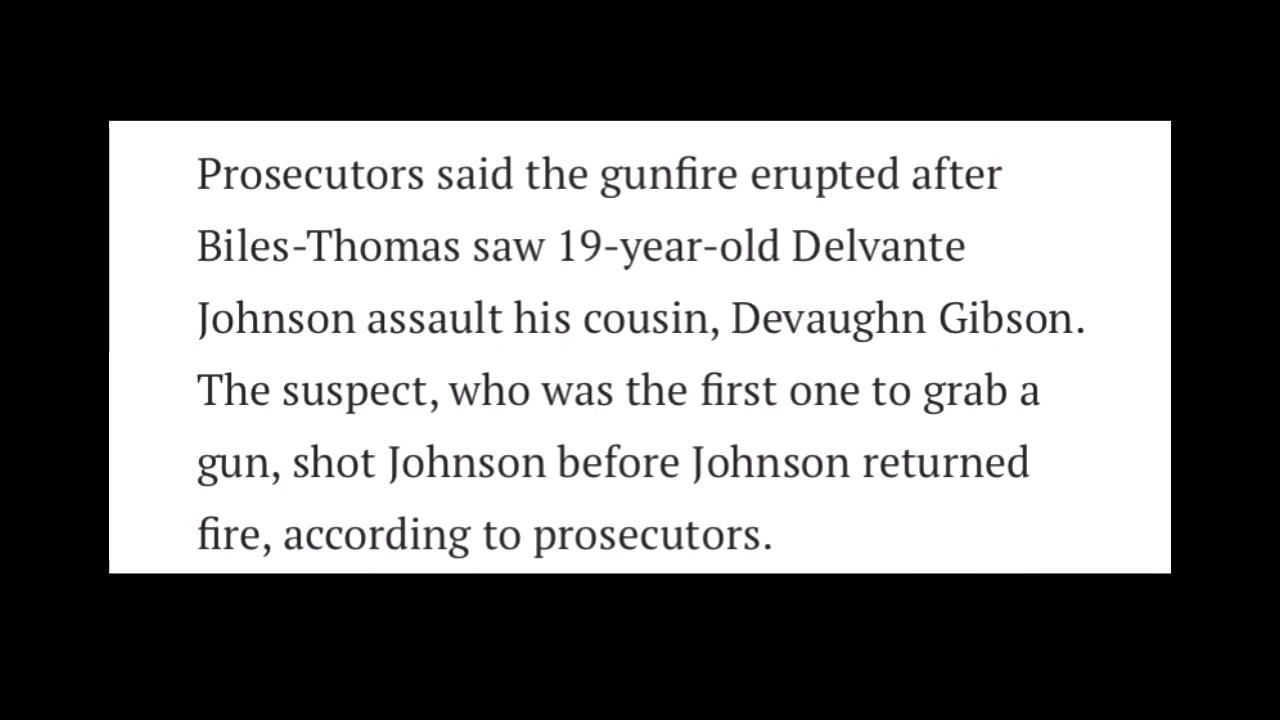 Prosecutors said the gunfire erupted after
Biles-Thomas saw 19-year-old Delvante
Johnson assault his cousin, Devaughn Gibson.
The suspect, who was the first one to grab a
gun, shot Johnson before Johnson returned
fire, according to prosecutors.